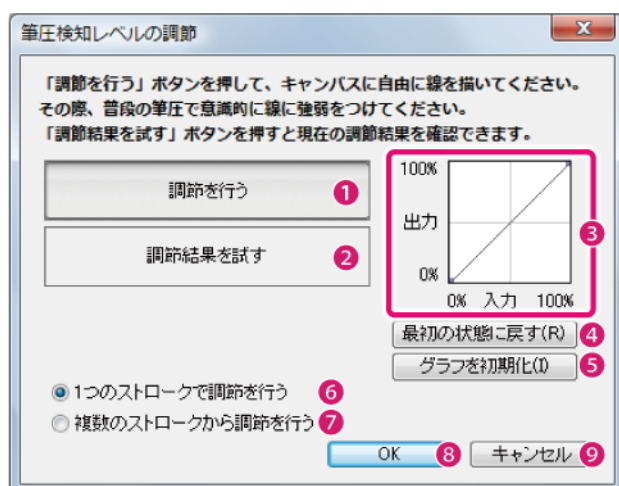 筆圧検知レベルの調節
「調節を行う」ボタンを押して、キャンバスに自由に線を描いてください。
その際、普段の筆圧で意識的に線に強弱をつけてください。
「調節結果を試す」ボタンを押すと現在の調節結果を確認できます。
調節を行う 1
調節結果を試す 2
100%
出力
3
0%
0% 入力 100%
最初の状態に戻す(R) 4
グラフを初期化(I) 5
1つのストロークで調節を行う 6
複数のストロークから調節を行う 7
OK 8 キャンセル 9